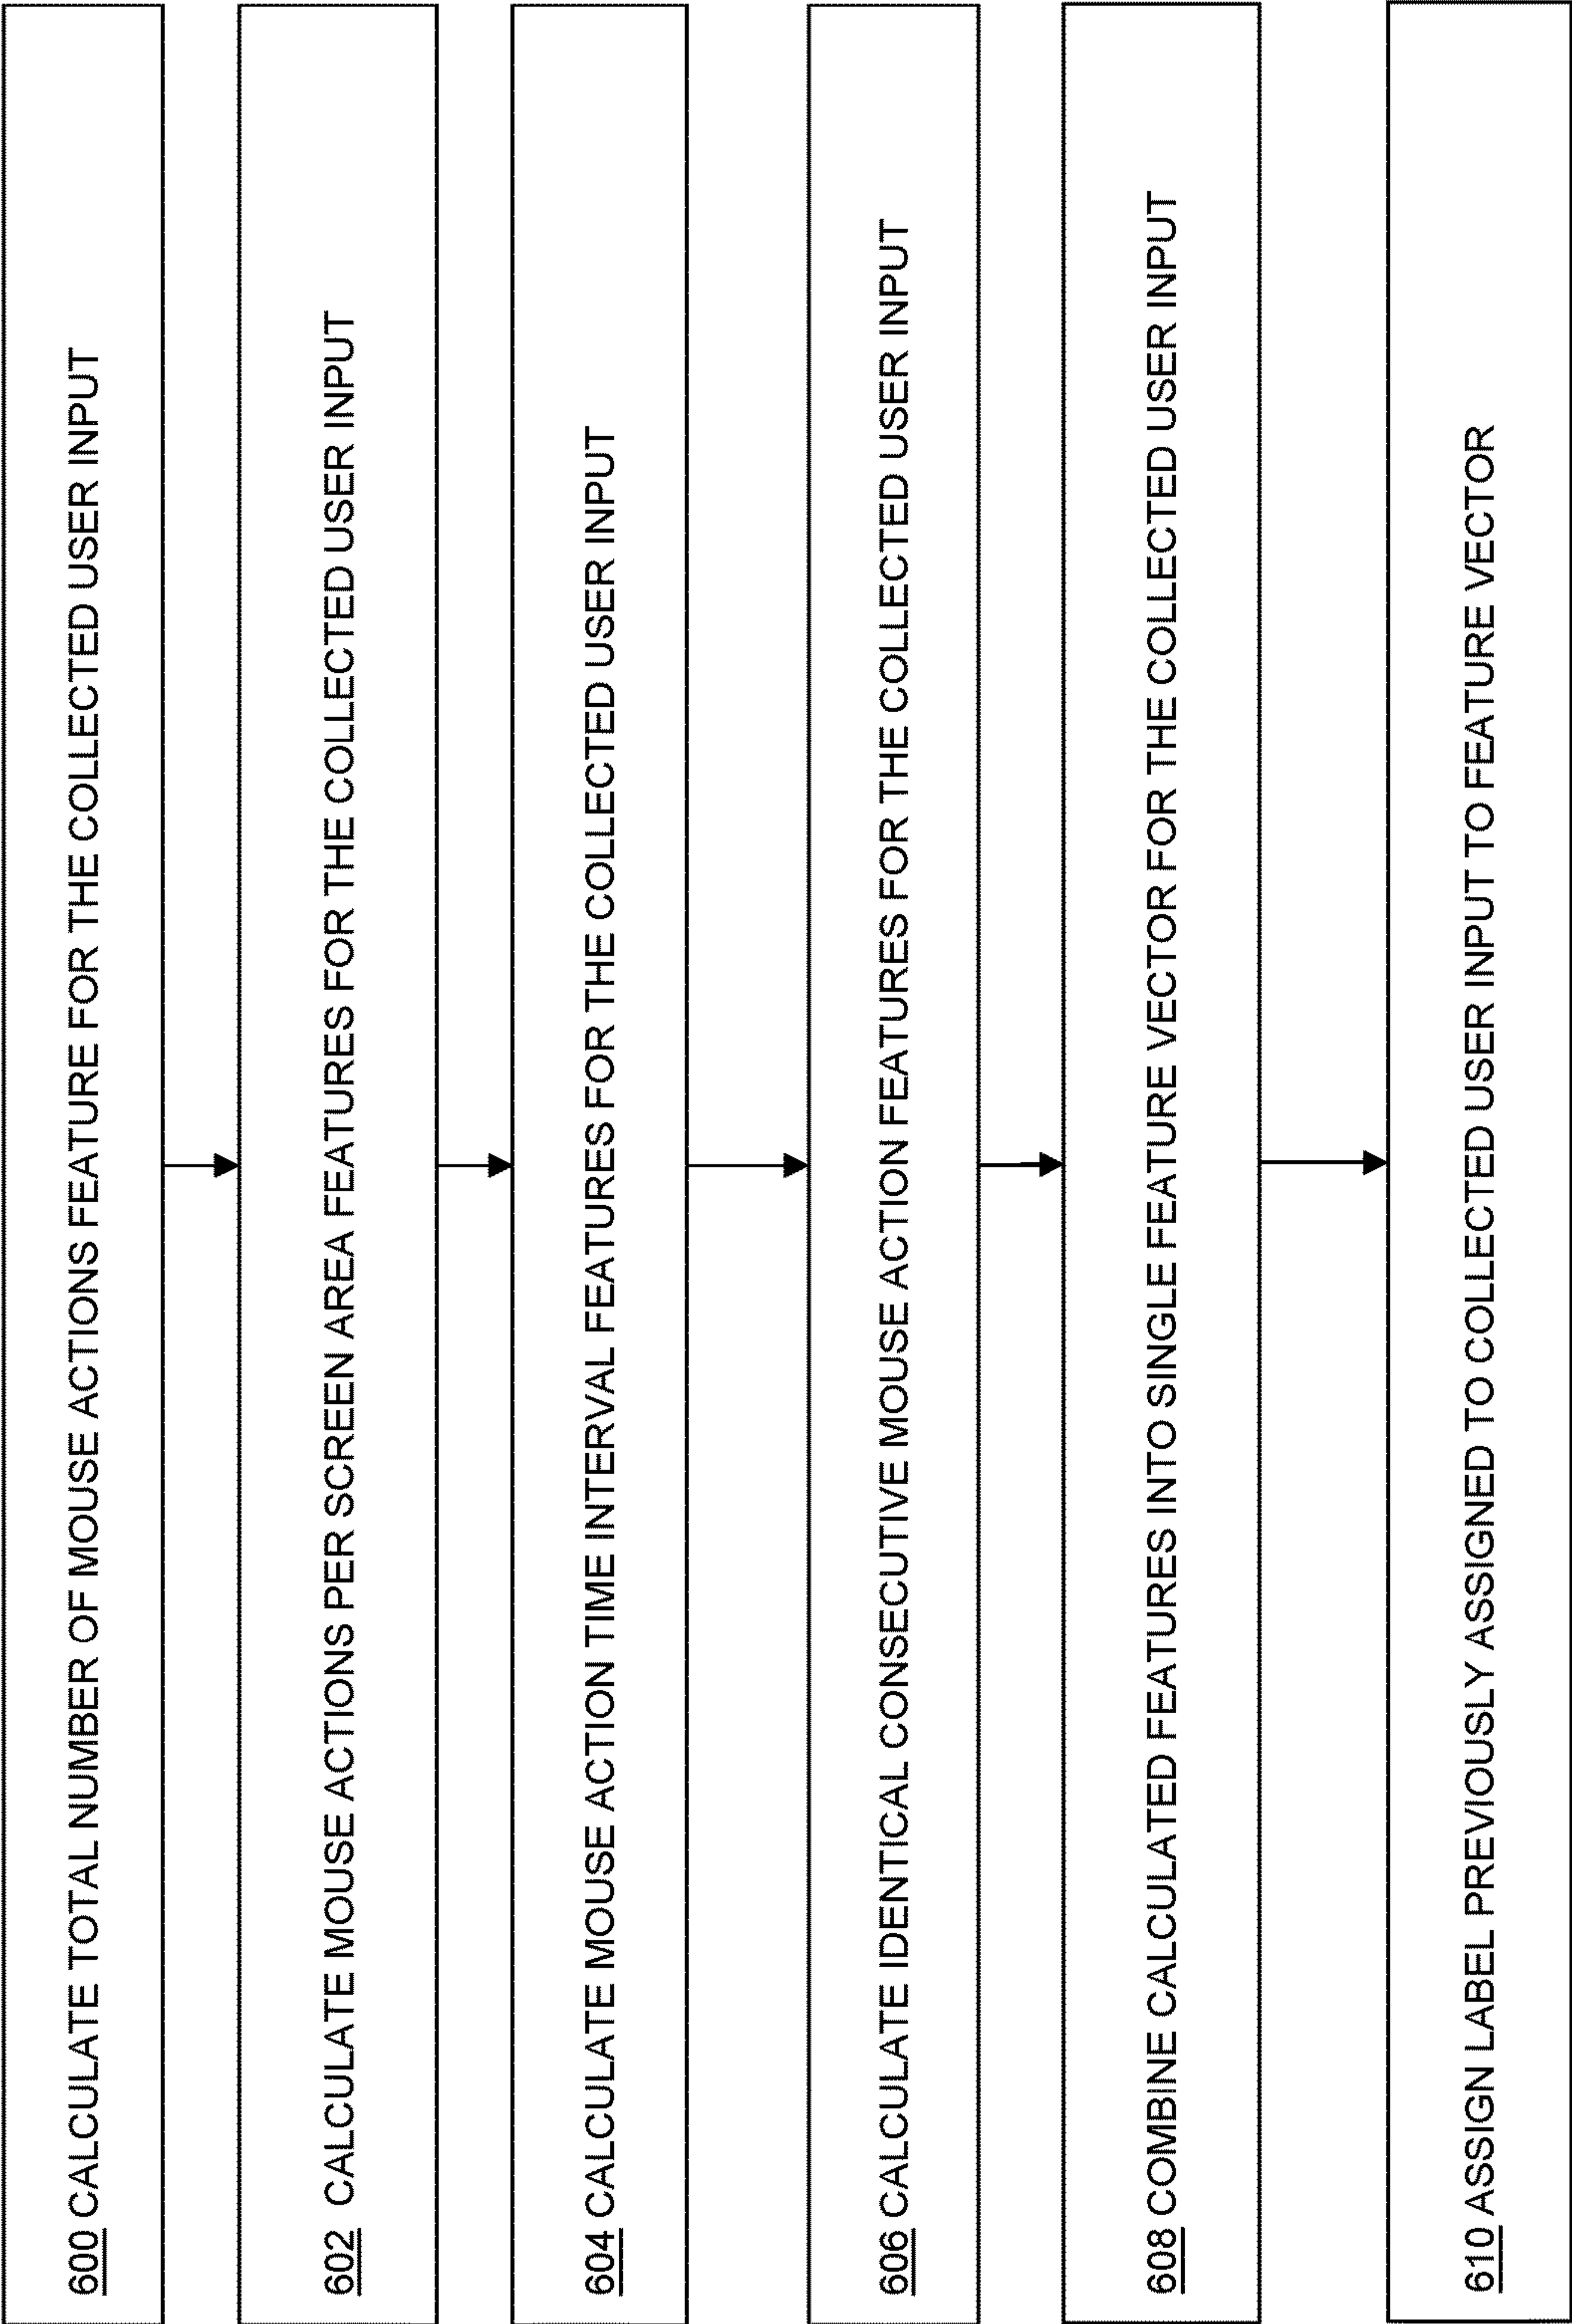 600 CALCULATE TOTAL NUMBER OF MOUSE ACTIONS FEATURE FOR THE COLLECTED USER INPUT
602 CALCULATE MOUSE ACTIONS PER SCREEN AREA FEATURES FOR THE COLLECTED USER INPUT
604 CALCULATE MOUSE ACTION TIME INTERVAL FEATURES FOR THE COLLECTED USER INPUT
606 CALCULATE IDENTICAL CONSECUTIVE MOUSE ACTION FEATURES FOR THE COLLECTED USER INPUT
608 COMBINE CALCULATED FEATURES INTO SINGLE FEATURE VECTOR FOR THE COLLECTED USER INPUT
610 ASSIGN LABEL PREVIOUSLY ASSIGNED TO COLLECTED USER INPUT TO FEATURE VECTOR